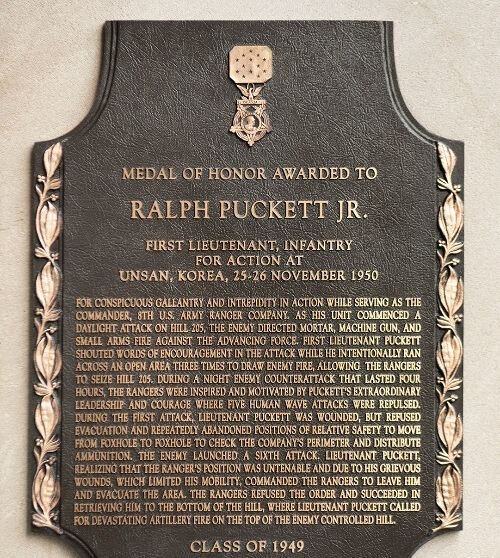 MEDAL OF HONOR AWARDED TO
RALPH PUCKETT JR.
FIRST LIEUTENANT, INFANTRY
FOR ACTION AT
UNSAN, KOREA, 25-26 NOVEMBER 1950
FOR CONSPICUOUS GALEANTRY AND INTREPIDITY IN ACTION WHILE SERVING AS THE
COMMANDER, 8TH U.S. ARMY RANGER COMPANY. AS HIS UNIT COMMENCED A
DAYLIGHT ATTACK ON HILL 205, THE ENEMY DIRECTED MORTAR, MACHINE GUN, AND
SMALL ARMS FIRE AGAINST THE ADVANCING FORCE. FIRST LIEUTENANT PUCKETT
SHOUTED WORDS OF ENCOURAGEMENT IN THE ATTACK WHILE HE INTENTIONALLY RAN
ACROSS AN OPEN AREA THREE TIMES TO DRAW ENEMY FIRE, ALLOWING THE RANGERS
TO SEIZE HILL 205. DURING A NIGHT ENEMY COUNTERATTACK THAT LASTED FOUR
HOURS, THE RANGERS WERE INSPIRED AND MOTIVATED BY PUCKETT'S EXTRAORDINARY
LEADERSHIP AND COURAGE WHERE FIVE HUMAN WAVE ATTACKS WERE REPULSED.
DURING THE FIRST ATTACK, LIEUTENANT PUCKETT WAS WOUNDED, BUT REFUSED
EVACUATION AND REPEATEDLY ABANDONED POSITIONS OF RELATIVE SAFETY TO MOVE
FROM FOXHOLE TO FOXHOLE TO CHECK THE COMPANY'S PERIMETER AND DISTRIBUTE
AMMUNITION. THE ENEMY LAUNCHED A SIXTH ATTACK. LIEUTENANT PUCKETT,
REALIZING THAT THE RANGER'S POSITION WAS UNTENABLE AND DUE TO HIS GRIEVOUS
WOUNDS, WHICH LIMITED HIS MOBILITY, COMMANDED THE RANGERS TO LEAVE HIM
AND EVACUATE THE AREA. THE RANGERS REFUSED THE ORDER AND SUCCEEDED IN
RETRIEVING HIM TO THE BOTTOM OF THE HILL, WHERE LIEUTENANT PUCKETT CALLED
FOR DEVASTATING ARTILLERY FIRE ON THE TOP OF THE ENEMY CONTROLLED HILL.
CLASS OF 1949